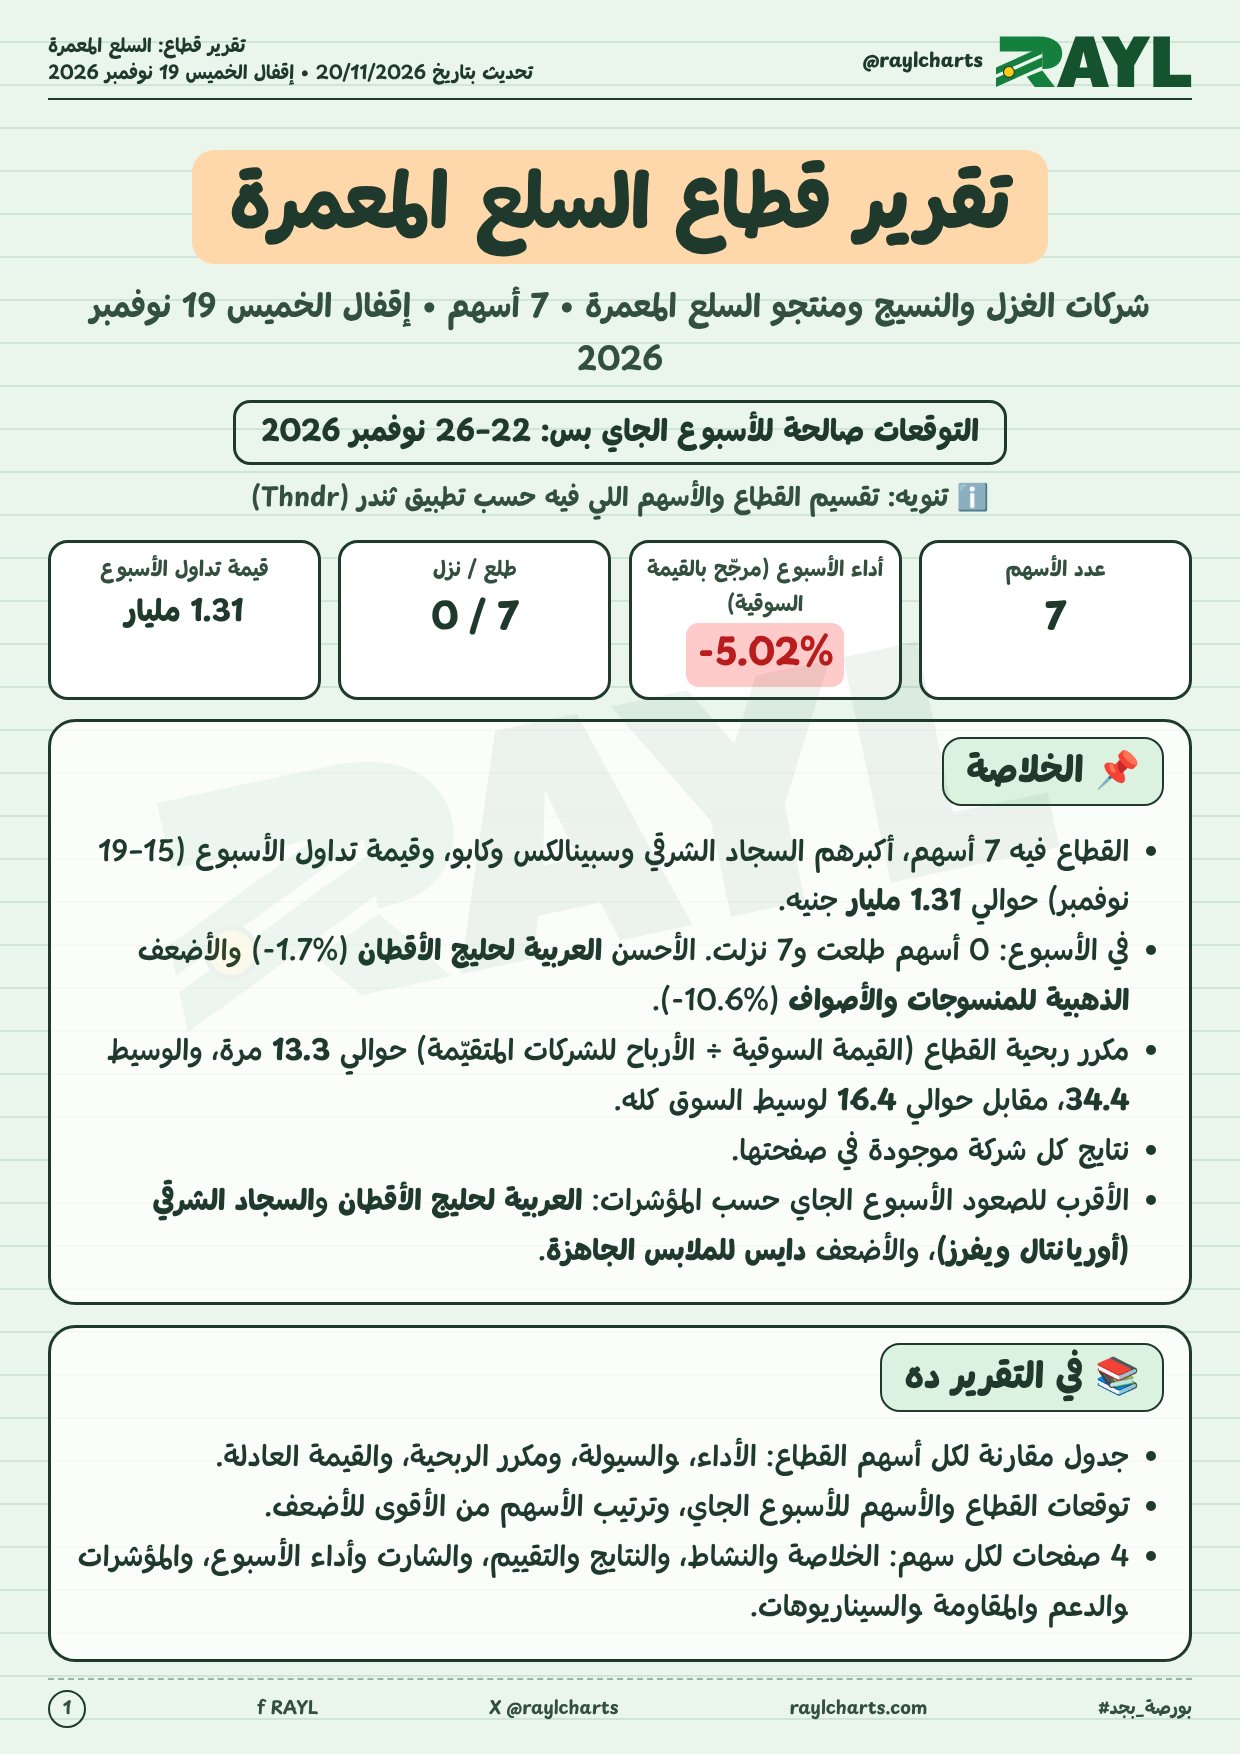 RAYL
@raylcharts
تقرير قطاع: السلع المعمرة
تحديث بتاريخ 20/11/2026 • إقفال الخميس 19 نوفمبر 2026
تقرير قطاع السلع المعمرة
شركات الغزل والنسيج ومنتجو السلع المعمرة • 7 أسهم • إقفال الخميس 19 نوفمبر
2026
التوقعات صالحة للأسبوع الجاي بس: 22–26 نوفمبر 2026
ℹ️ تنويه: تقسيم القطاع والأسهم اللي فيه حسب تطبيق ثندر (Thndr)
عدد الأسهم
7
أداء الأسبوع (مرجّح بالقيمة
السوقية)
-5.02%
طلع / نزل
0 / 7
قيمة تداول الأسبوع
1.31 مليار
📌 الخلاصة
• القطاع فيه 7 أسهم، أكبرهم السجاد الشرقي وسبينالكس وكابو، وقيمة تداول الأسبوع (15–19
نوفمبر) حوالي 1.31 مليار جنيه.
• في الأسبوع: 0 أسهم طلعت و7 نزلت. الأحسن العربية لحليج الأقطان (-1.7%) والأضعف
الذهبية للمنسوجات والأصواف (-10.6%).
• مكرر ربحية القطاع (القيمة السوقية ÷ الأرباح للشركات المتقيّمة) حوالي 13.3 مرة، والوسيط
34.4، مقابل حوالي 16.4 لوسيط السوق كله.
• نتايج كل شركة موجودة في صفحتها.
• الأقرب للصعود الأسبوع الجاي حسب المؤشرات: العربية لحليج الأقطان والسجاد الشرقي
(أوريانتال ويفرز)، والأضعف دايس للملابس الجاهزة.
📚 في التقرير دة
• جدول مقارنة لكل أسهم القطاع: الأداء، والسيولة، ومكرر الربحية، والقيمة العادلة.
• توقعات القطاع والأسهم للأسبوع الجاي، وترتيب الأسهم من الأقوى للأضعف.
• 4 صفحات لكل سهم: الخلاصة والنشاط، والنتايج والتقييم، والشارت وأداء الأسبوع، والمؤشرات
والدعم والمقاومة والسيناريوهات.
#بورصة_بجد
raylcharts.com
X @raylcharts
f RAYL
1